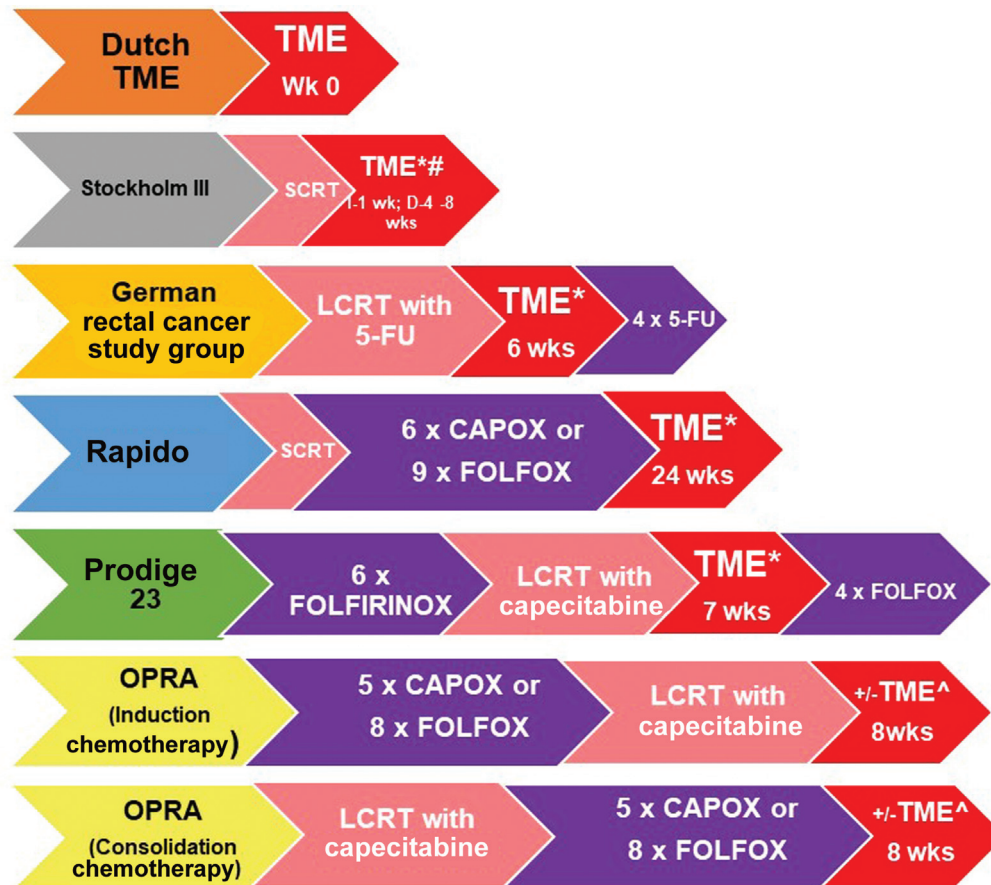 Dutch
TME
TME
Wk 0
Stockholm III
SCRT
TME*#
I-1 wk; D-4 -8
wks
German
rectal cancer
study group
LCRT with
5-FU
TME*
6 wks
4 x 5-FU
Rapido
SCRT
6 x CAPOX or
9 x FOLFOX
TME*
24 wks
Prodige
23
6 x
FOLFIRINOX
LCRT with
capecitabine
TME*
7 wks
4 x FOLFOX
OPRA
(Induction
chemotherapy)
5 x CAPOX or
8 x FOLFOX
LCRT with
capecitabine
+/-TME^
8wks
OPRA
(Consolidation
chemotherapy)
LCRT with
capecitabine
5 x CAPOX or
8 x FOLFOX
+/-TME^
8 wks